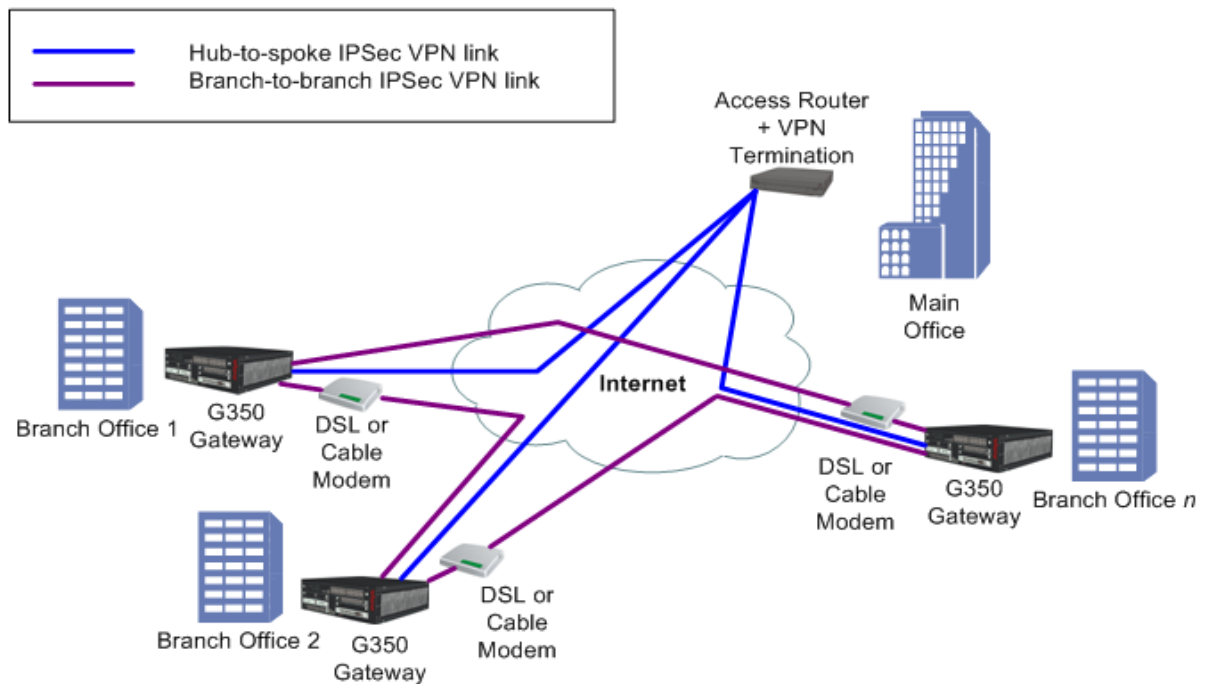 Hub-to-spoke IPSec VPN link
Branch-to-branch IPSec VPN link
Access Router
+ VPN
Termination
Main
Office
Internet
Branch Office 1
G350
Gateway
DSL or
Cable
Modem
DSL or
Cable
Modem
G350
Gateway
Branch Office n
Branch Office 2
G350
Gateway
DSL or
Cable
Modem